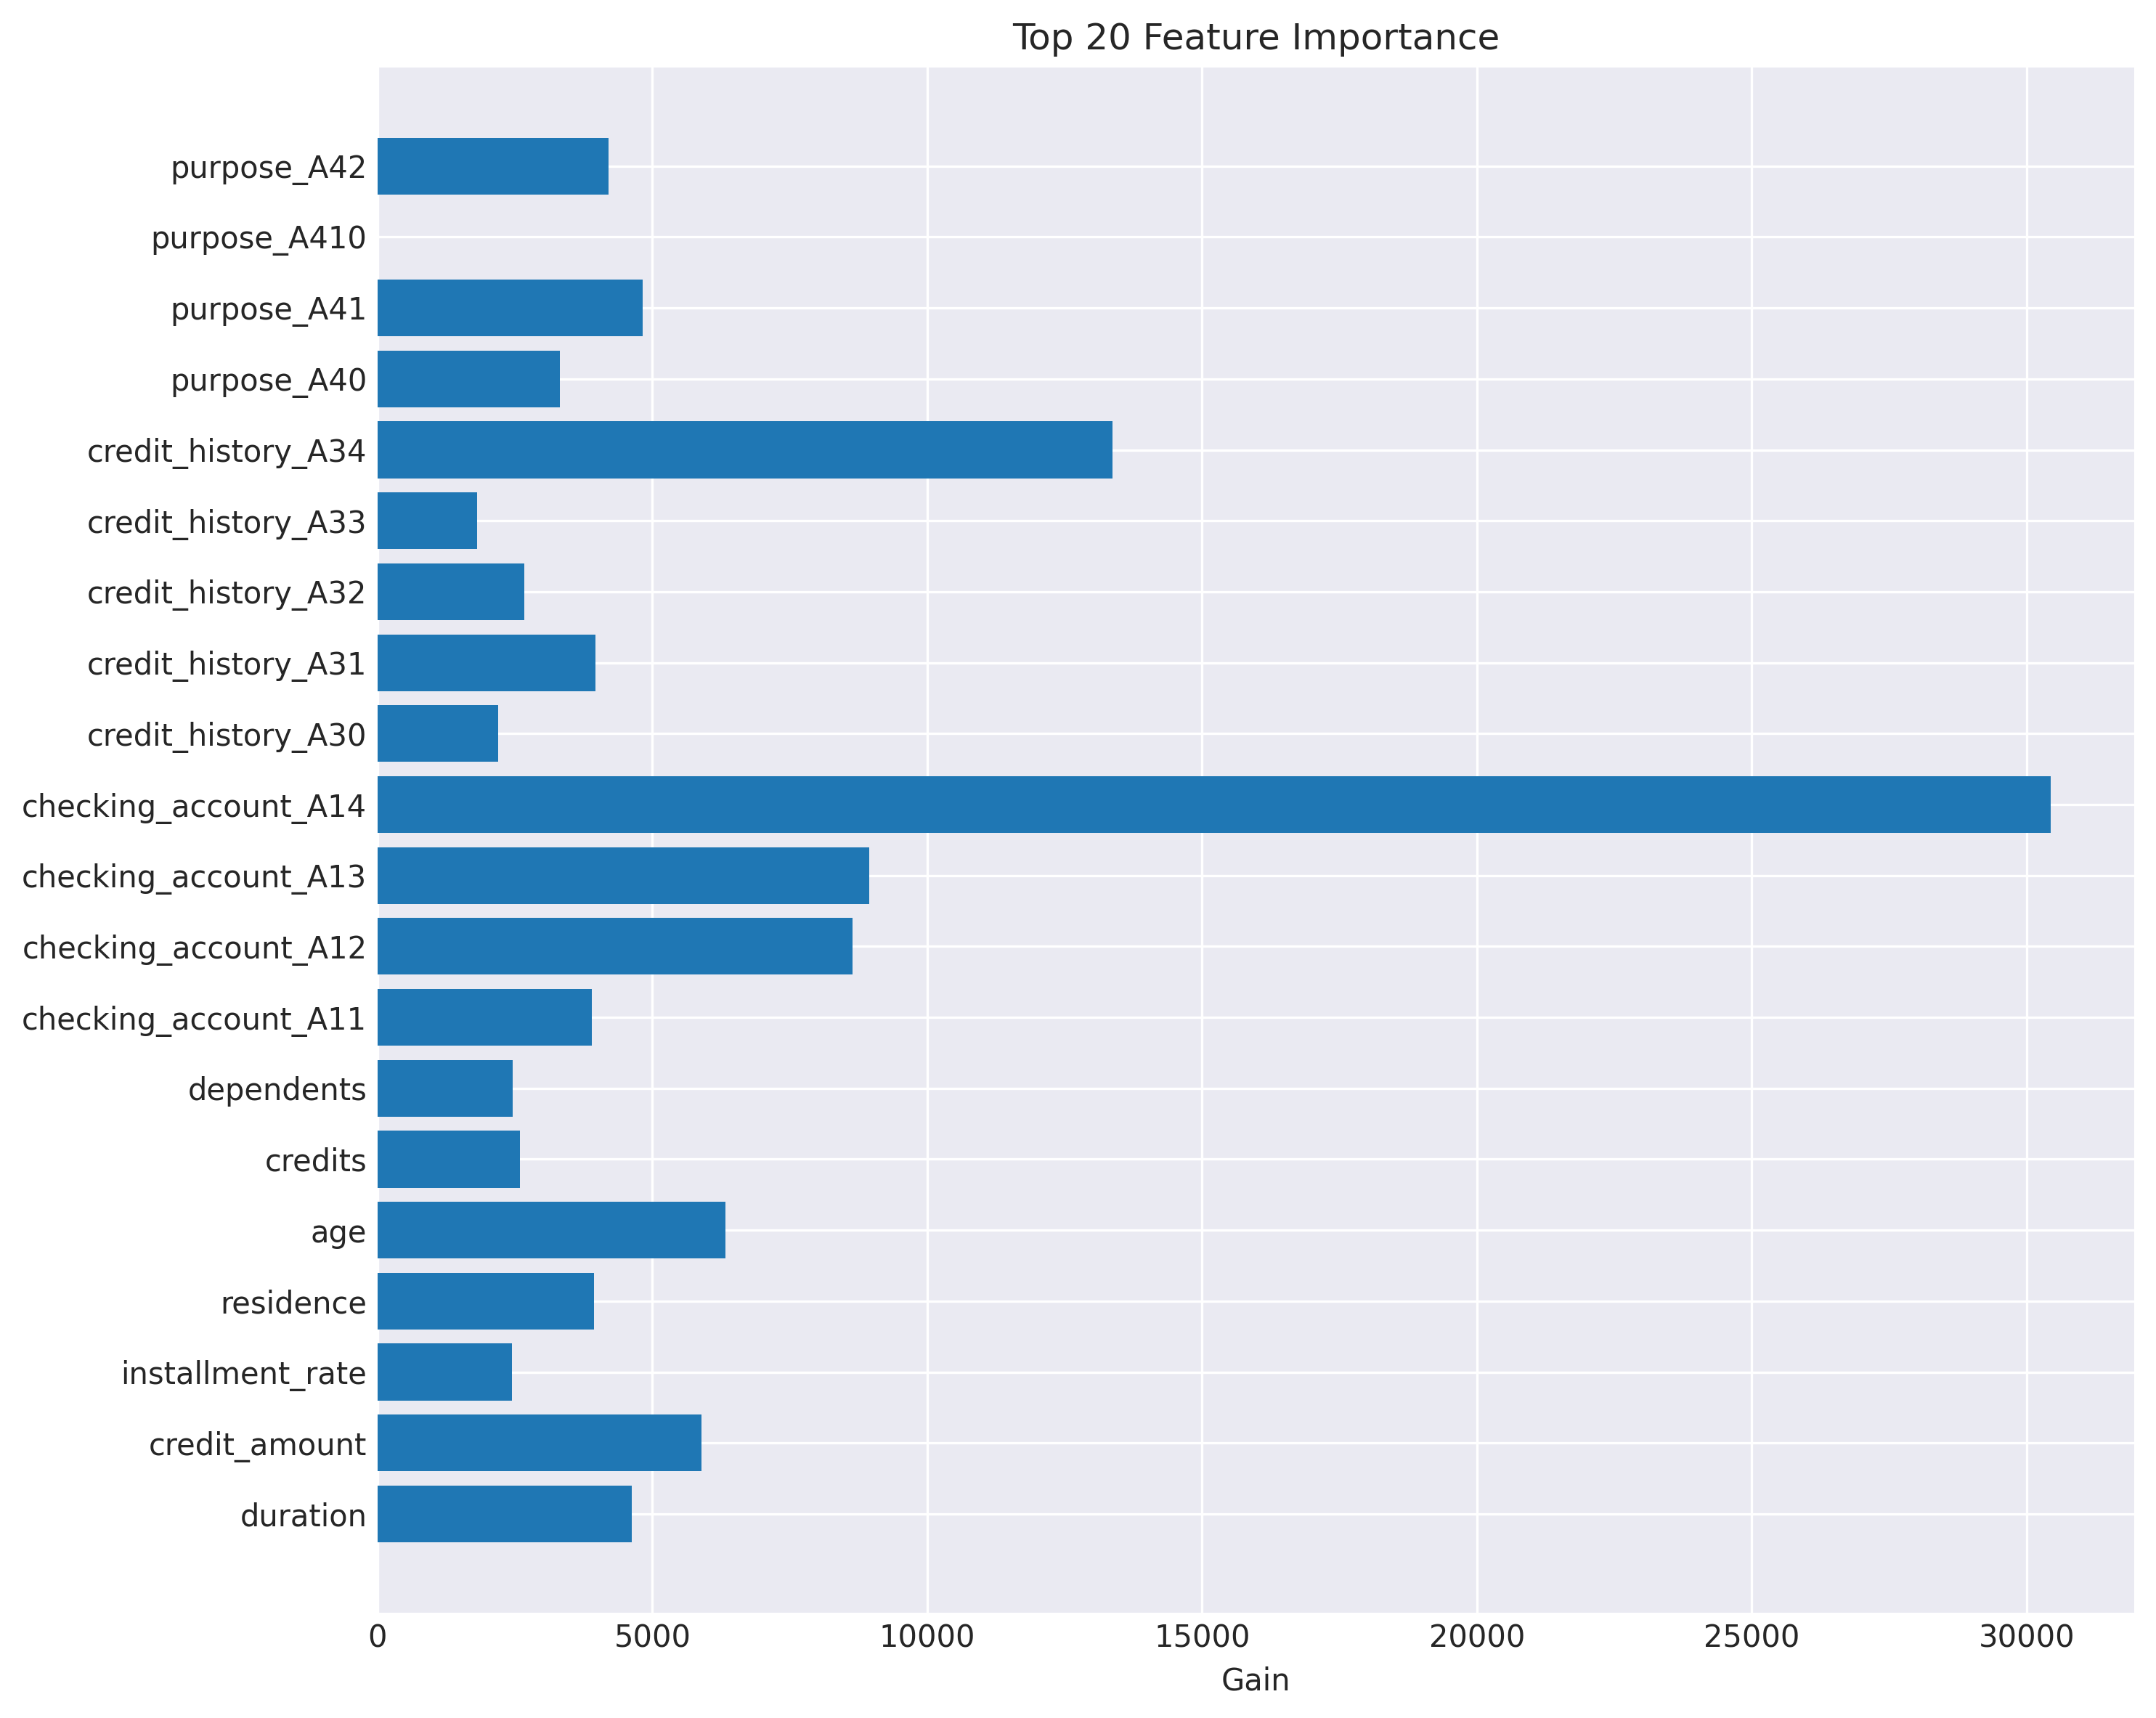 Top 20 Feature Importance
purpose_A42
purpose_A410
purpose_A41
purpose_A40
credit_history_A34
credit_history_A33
credit_history_A32
credit_history_A31
credit_history_A30
checking_account_A14
checking_account_A13
checking_account_A12
checking_account_A11
dependents
credits
age
residence
installment_rate
credit_amount
duration
0 5000 10000 15000 20000 25000 30000
Gain